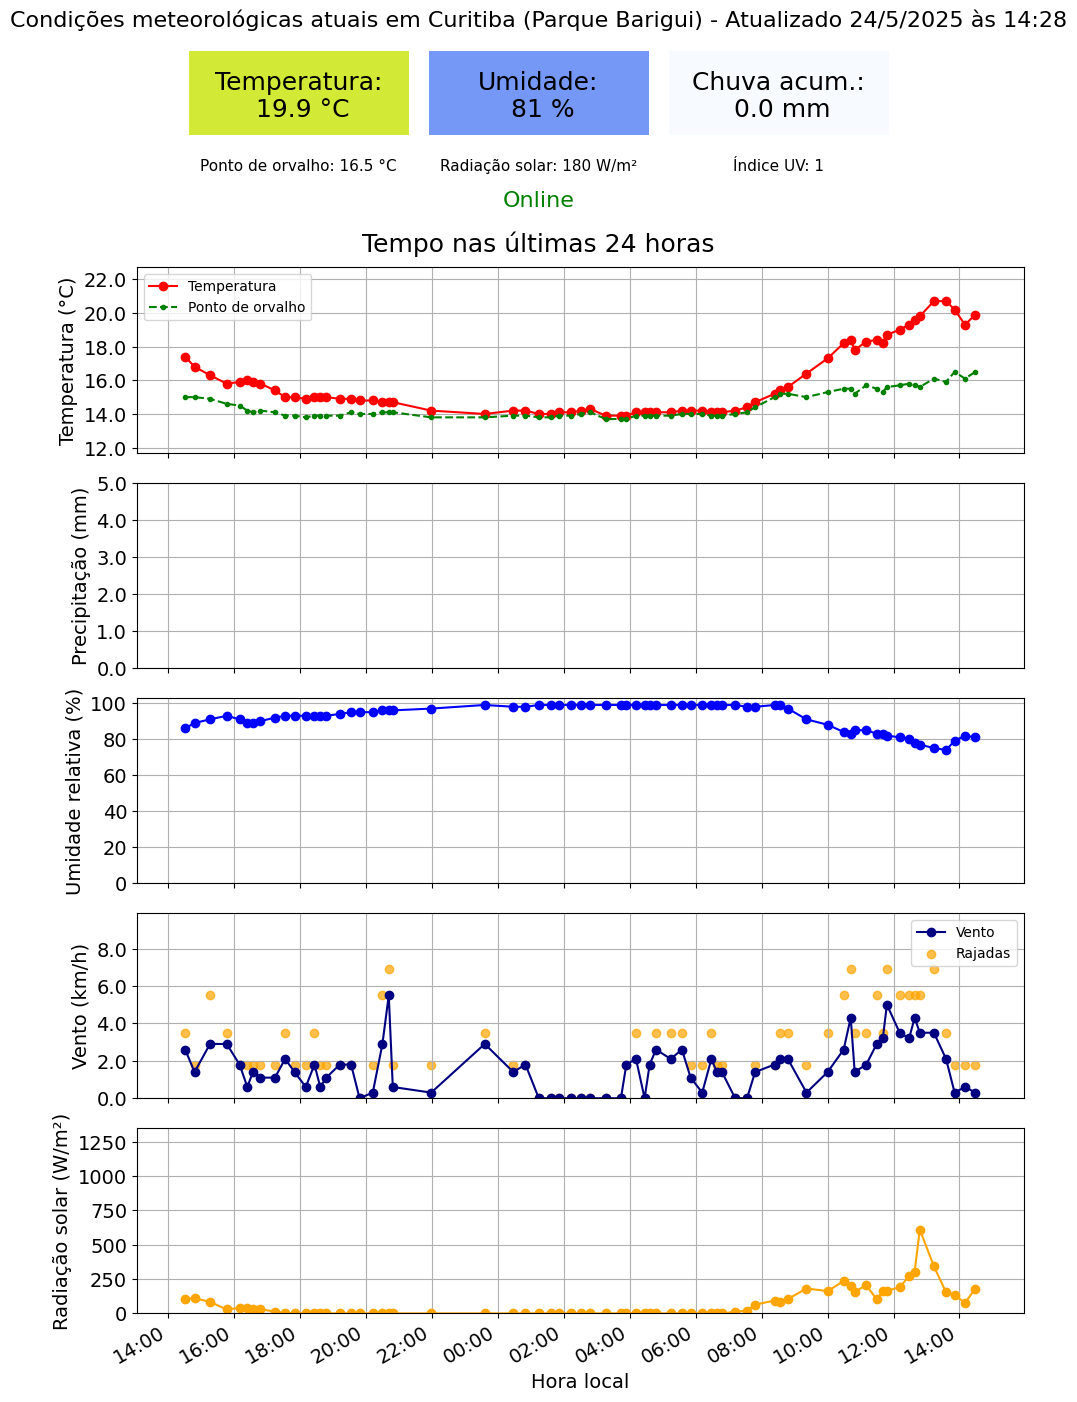 Condições meteorológicas atuais em Curitiba (Parque Barigui) - Atualizado 24/5/2025 às 14:28
Temperatura:
19.9 °C
Umidade:
81 %
Chuva acum.:
0.0 mm
Ponto de orvalho: 16.5 °C
Radiação solar: 180 W/m²
Índice UV: 1
Online
Tempo nas últimas 24 horas
Temperatura (°C)
22.0
20.0
18.0
16.0
14.0
12.0
Temperatura
Ponto de orvalho
Precipitação (mm)
5.0
4.0
3.0
2.0
1.0
0.0
Umidade relativa (%)
100
80
60
40
20
0
Vento (km/h)
8.0
6.0
4.0
2.0
0.0
Vento
Rajadas
Radiação solar (W/m²)
1250
1000
750
500
250
0
14:00
16:00
18:00
20:00
22:00
00:00
02:00
04:00
06:00
08:00
10:00
12:00
14:00
Hora local